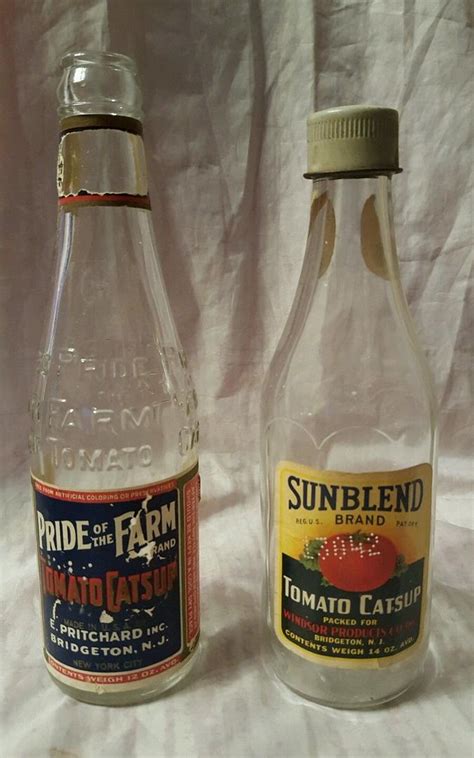 PRIDE
FARM
TOMATO
FREE FROM ARTIFICIAL COLORING OR PRESERVATIVES
PRIDE OF THE FARM
BRAND
TOMATO CATSUP
MADE IN U.S.A.
E. PRITCHARD INC.
BRIDGETON, N.J.
NEW YORK CITY
CONTENTS WEIGH 12 OZ. AVD.
SUNBLEND
REG. U.S. BRAND PAT. OFF.
5042
TOMATO CATSUP
PACKED FOR
WINDSOR PRODUCTS
BRIDGETON, N.J.
CONTENTS WEIGH 14 OZ. AVD.